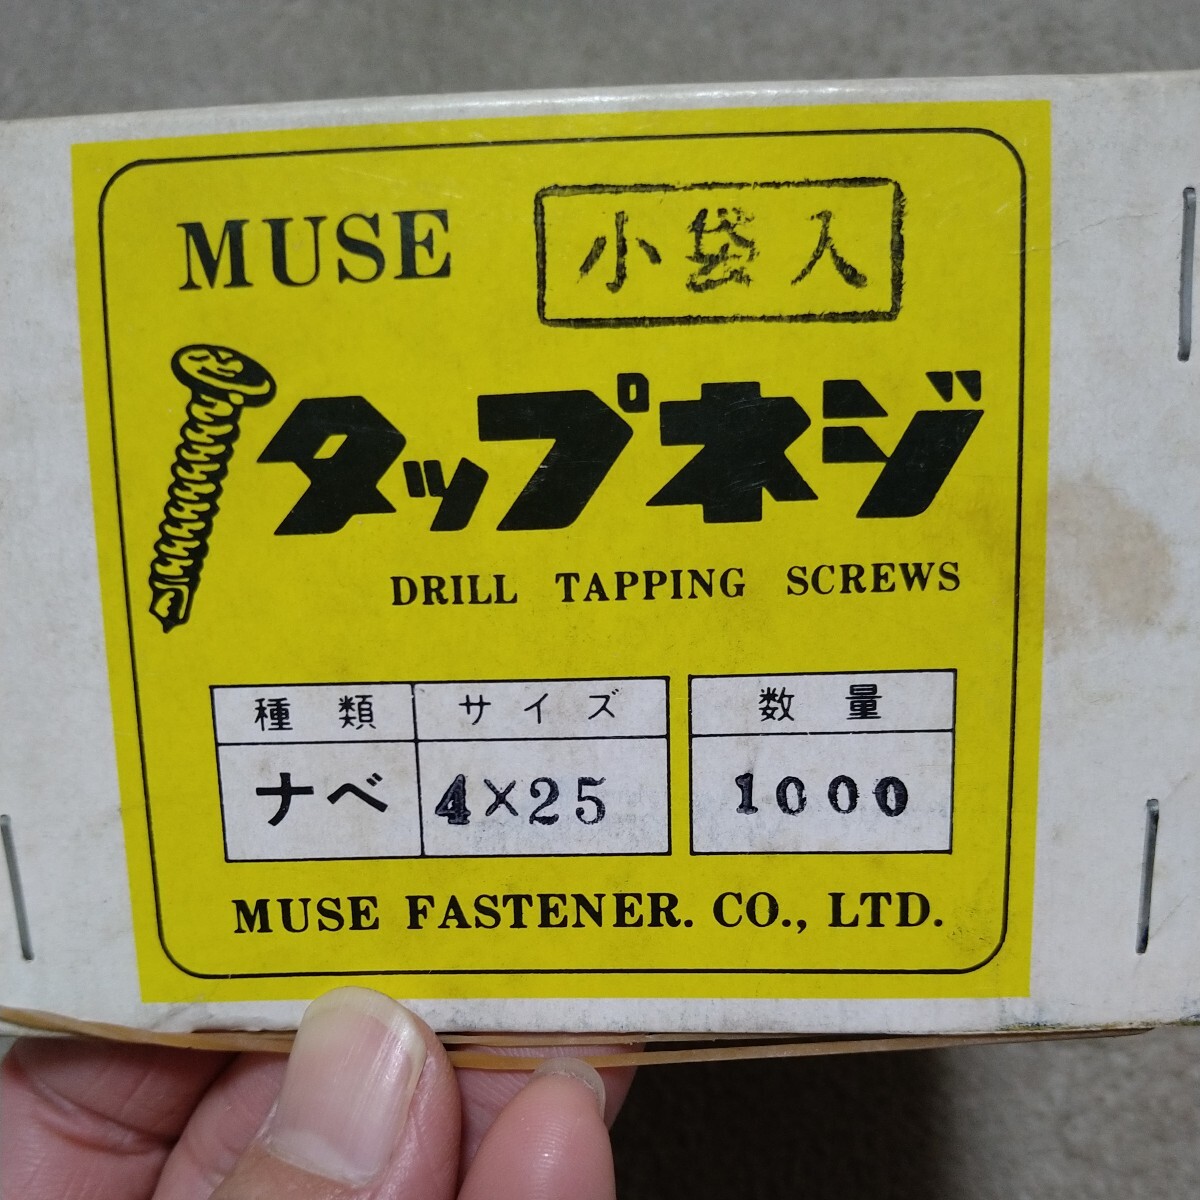 MUSE 小袋入
タップネジ
DRILL TAPPING SCREWS
種類 サイズ 数量
ナベ 4×25 1000
MUSE FASTENER. CO., LTD.